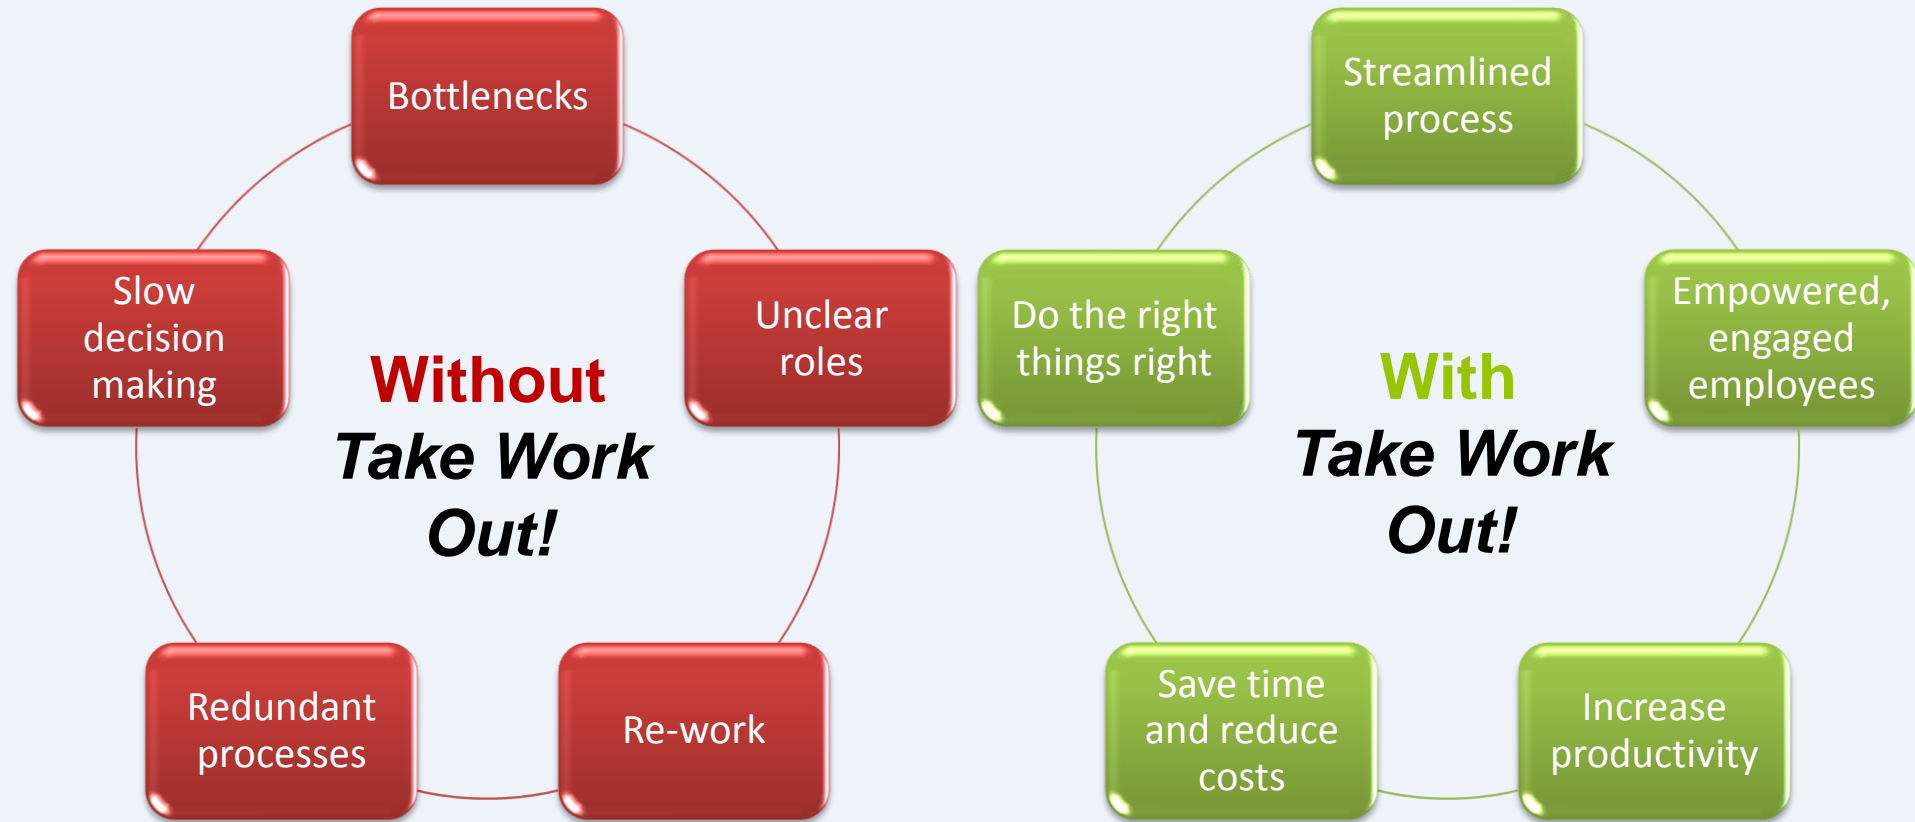 Bottlenecks
Unclear
roles
Re-work
Redundant
processes
Slow
decision
making
Without
Take Work
Out!
Streamlined
process
Empowered,
engaged
employees
Increase
productivity
Save time
and reduce
costs
Do the right
things right
With
Take Work
Out!